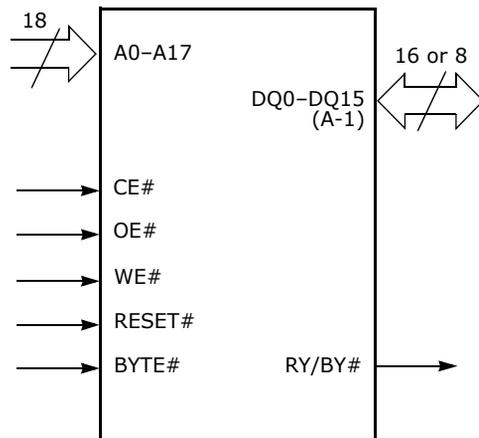 18
A0–A17
16 or 8
DQ0–DQ15
(A-1)
CE#
OE#
WE#
RESET#
BYTE#
RY/BY#